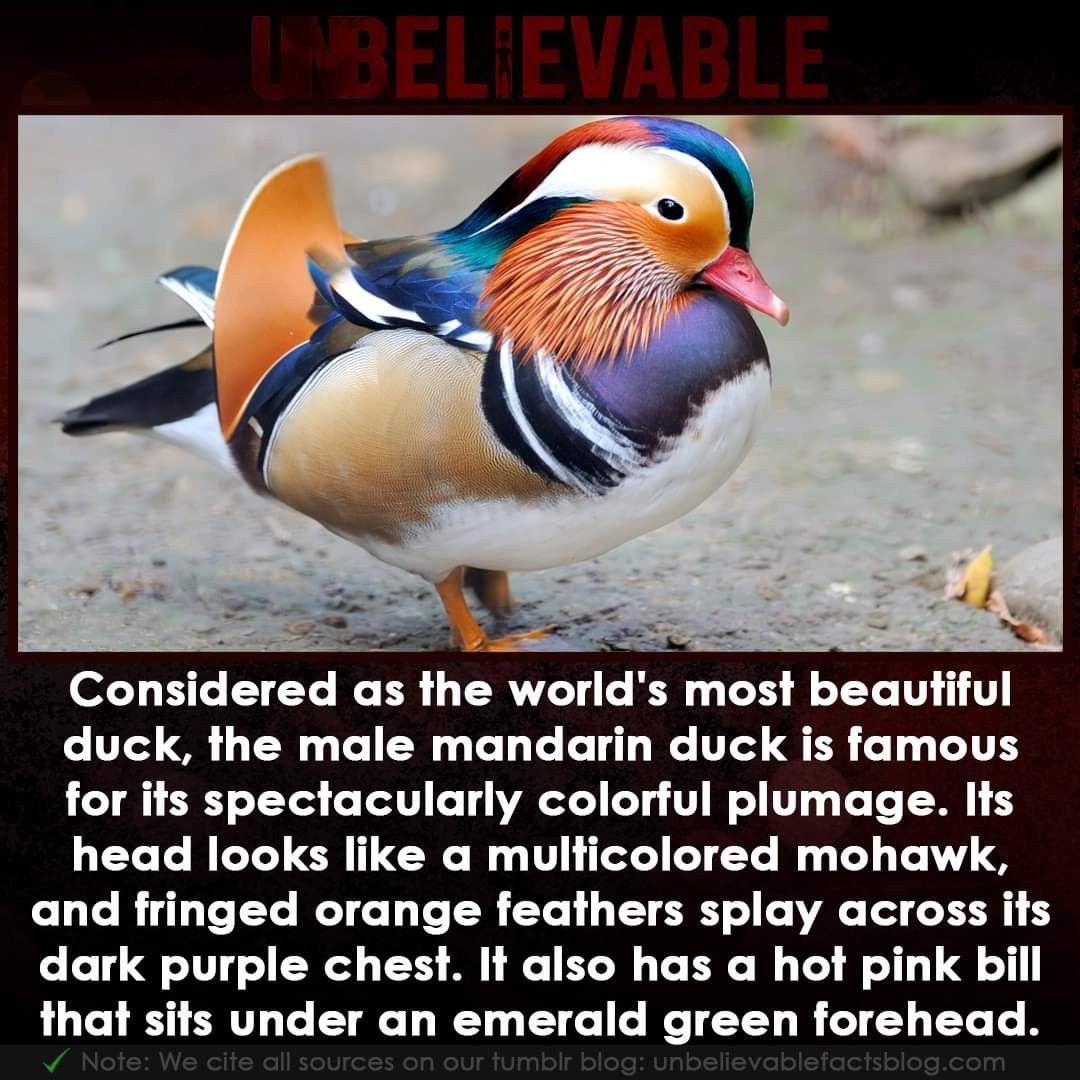 UNBELIEVABLE
Considered as the world's most beautiful
duck, the male mandarin duck is famous
for its spectacularly colorful plumage. Its
head looks like a multicolored mohawk,
and fringed orange feathers splay across its
dark purple chest. It also has a hot pink bill
that sits under an emerald green forehead.
✓ Note: We cite all sources on our tumblr blog: unbelievablefactsblog.com